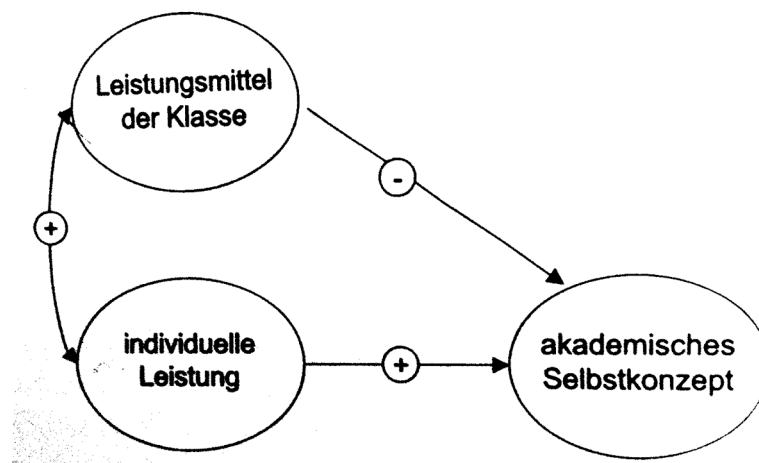 Leistungsmittel
der Klasse
-
+
individuelle
Leistung
+
akademisches
Selbstkonzept